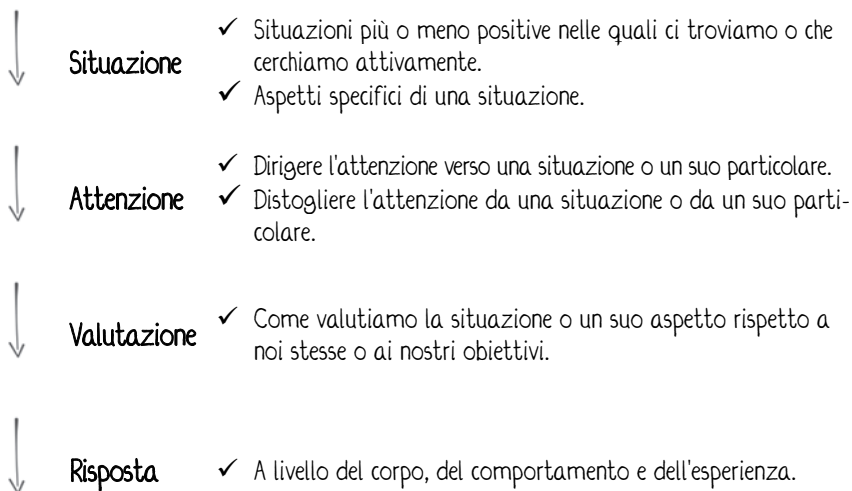 Situazione
✓ Situazioni più o meno positive nelle quali ci troviamo o che
cerchiamo attivamente.
✓ Aspetti specifici di una situazione.
Attenzione
✓ Dirigere l'attenzione verso una situazione o un suo particolare.
✓ Distogliere l'attenzione da una situazione o da un suo parti-
colare.
Valutazione
✓ Come valutiamo la situazione o un suo aspetto rispetto a
noi stesse o ai nostri obiettivi.
Risposta
✓ A livello del corpo, del comportamento e dell'esperienza.